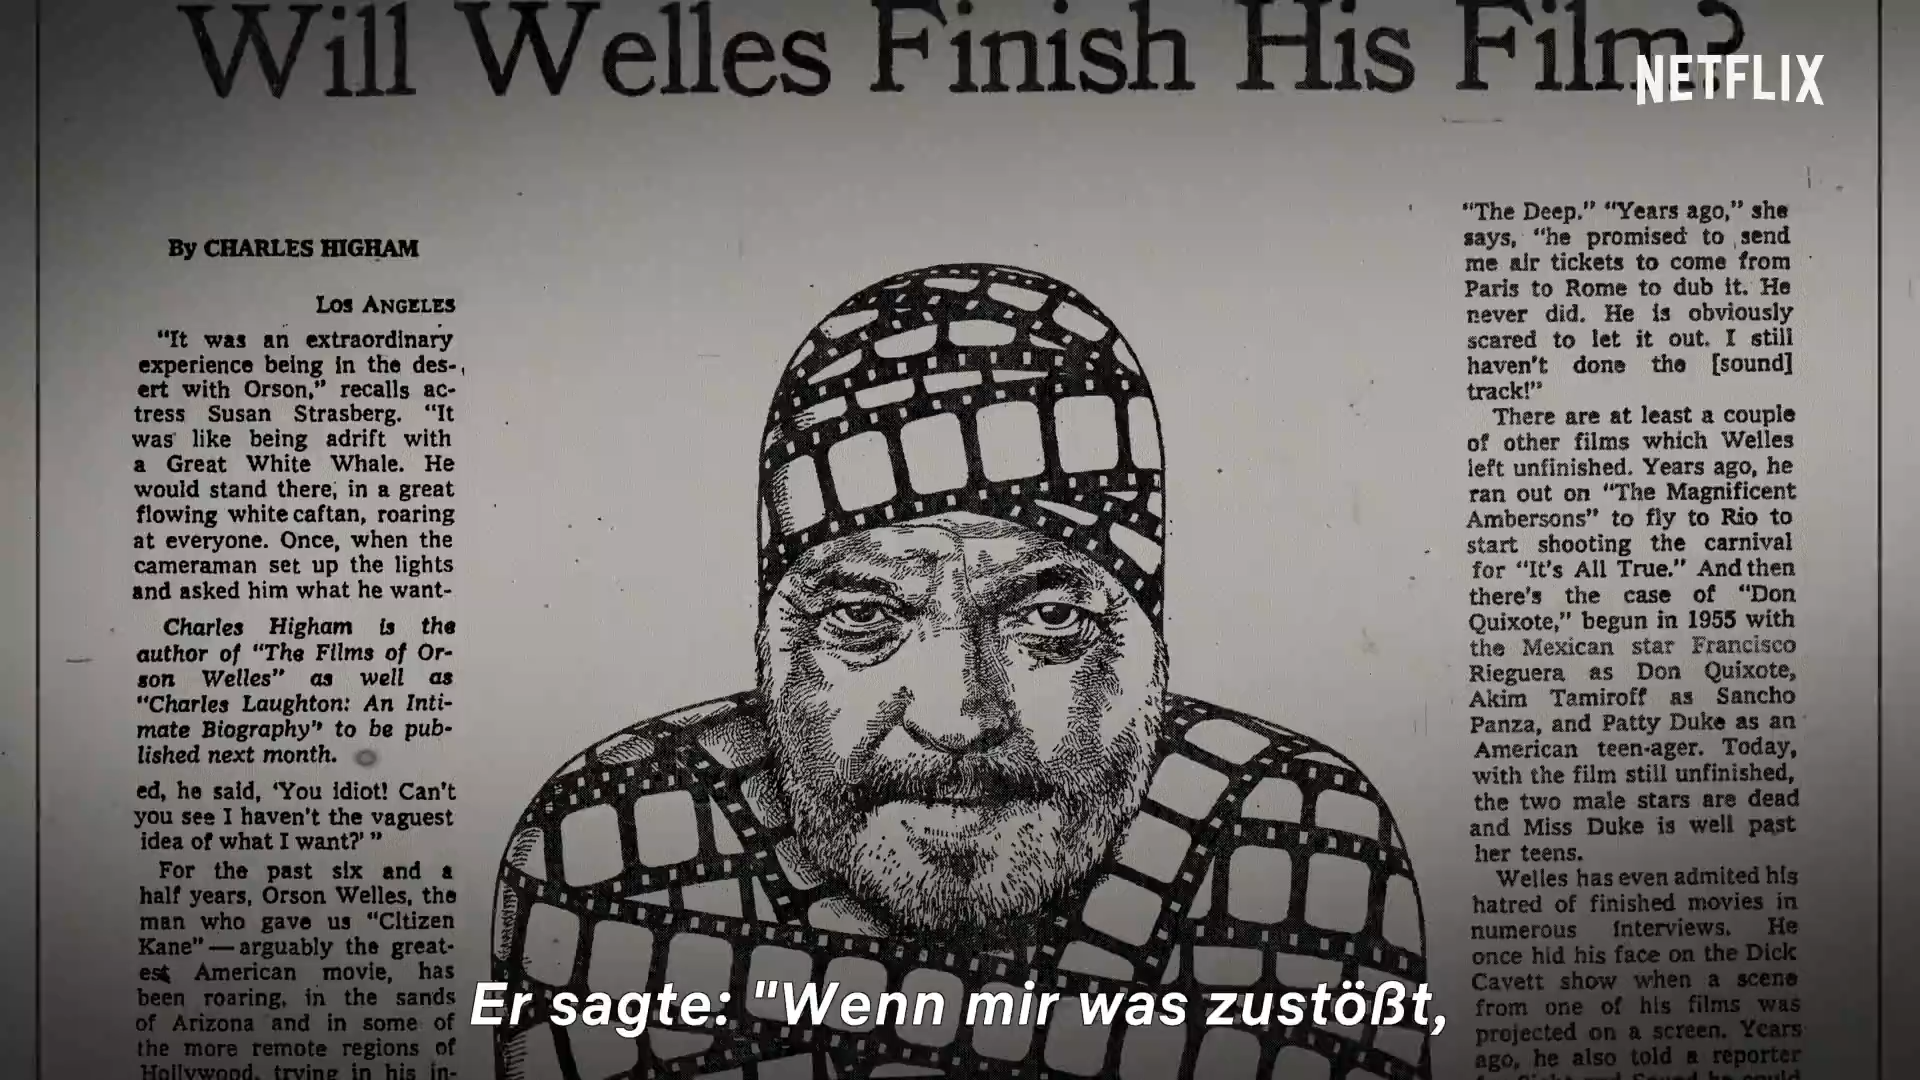 Will Welles Finish His Film?
NETFLIX
By CHARLES HIGHAM
LOS ANGELES
"It was an extraordinary
experience being in the des-
ert with Orson," recalls ac-
tress Susan Strasberg. "It
was like being adrift with
a Great White Whale. He
would stand there, in a great
flowing white caftan, roaring
at everyone. Once, when the
cameraman set up the lights
and asked him what he want-
Charles Higham is the
author of "The Films of Or-
son Welles" as well as
"Charles Laughton: An Inti-
mate Biography" to be pub-
lished next month.
ed, he said, 'You idiot! Can't
you see I haven't the vaguest
idea of what I want?' "
For the past six and a
half years, Orson Welles, the
man who gave us "Citizen
Kane" — arguably the great-
est American movie, has
been roaring, in the sands
of Arizona and in some of
the more remote regions of
Hollywood, trying in his in-
"The Deep." "Years ago," she
says, "he promised to send
me air tickets to come from
Paris to Rome to dub it. He
never did. He is obviously
scared to let it out. I still
haven't done the [sound]
track!"
There are at least a couple
of other films which Welles
left unfinished. Years ago, he
ran out on "The Magnificent
Ambersons" to fly to Rio to
start shooting the carnival
for "It's All True." And then
there's the case of "Don
Quixote," begun in 1955 with
the Mexican star Francisco
Rieguera as Don Quixote,
Akim Tamiroff as Sancho
Panza, and Patty Duke as an
American teen-ager. Today,
with the film still unfinished,
the two male stars are dead
and Miss Duke is well past
her teens.
Welles has even admitted his
hatred of finished movies in
numerous interviews. He
once hid his face on the Dick
Cavett show when a scene
from one of his films was
projected on a screen. Years
ago, he also told a reporter
Er sagte: "Wenn mir was zustößt,